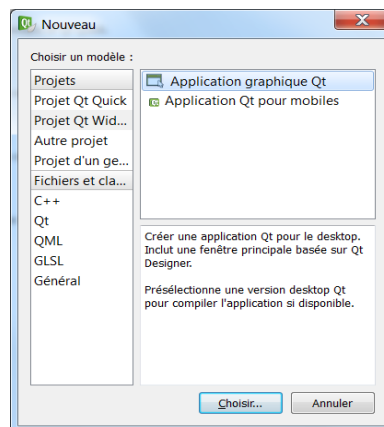 Nouveau
Choisir un modèle :
Projets
Projet Qt Quick
Projet Qt Wid...
Autre projet
Projet d'un ge...
Fichiers et cla...
C++
Qt
QML
GLSL
Général
Application graphique Qt
Application Qt pour mobiles
Créer une application Qt pour le desktop.
Inclut une fenêtre principale basée sur Qt
Designer.
Présélectionne une version desktop Qt
pour compiler l'application si disponible.
Choisir...
Annuler